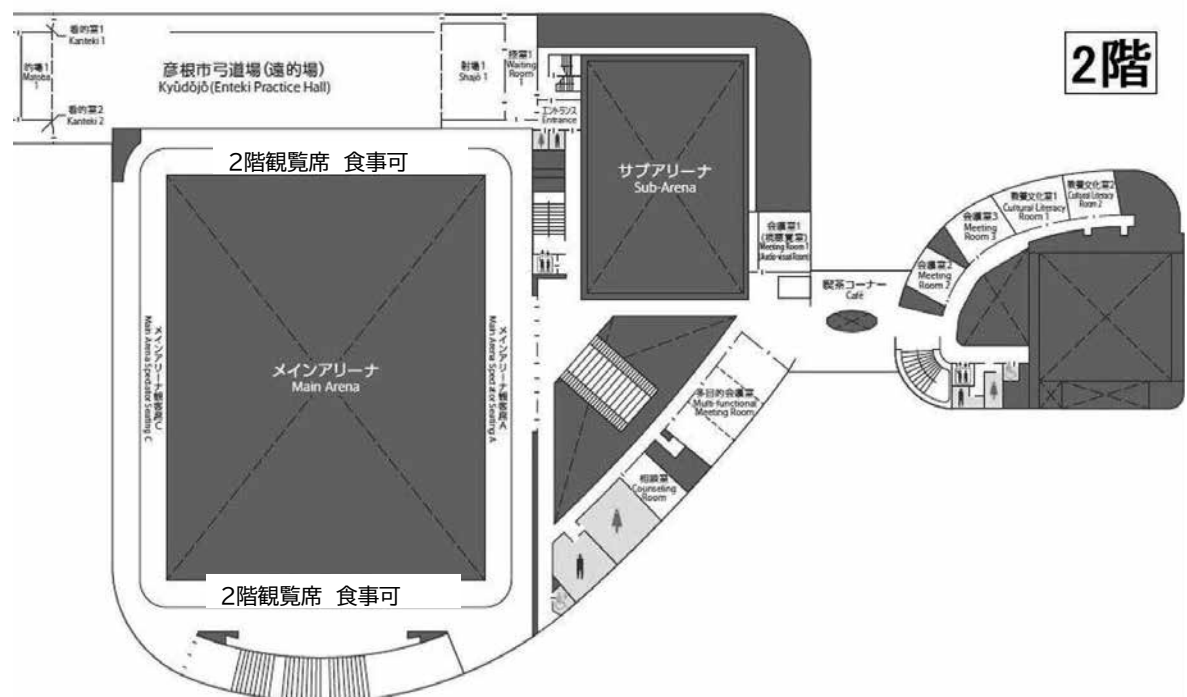 2階
看的室1
Kanteki 1
的場1
Matoba
1
看的室2
Kanteki 2
彦根市弓道場(遠的場)
Kyūdōjō (Enteki Practice Hall)
射場1
Shajō 1
控室1
Waiting
Room
1
エントランス
Entrance
2階観覧席 食事可
サブアリーナ
Sub-Arena
会議室1
(視聴覚室)
Meeting Room 1
(Audio-visual Room)
教養文化室2
Cultural Literacy
Room 2
教養文化室1
Cultural Literacy
Room 1
会議室3
Meeting
Room 3
会議室2
Meeting
Room 2
喫茶コーナー
Café
メインアリーナ観客席C
Main Arena Spectator Seating C
メインアリーナ
Main Arena
メインアリーナ観客席A
Main Arena Spectator Seating A
多目的会議室
Multi-functional
Meeting Room
相談室
Counseling
Room
2階観覧席 食事可